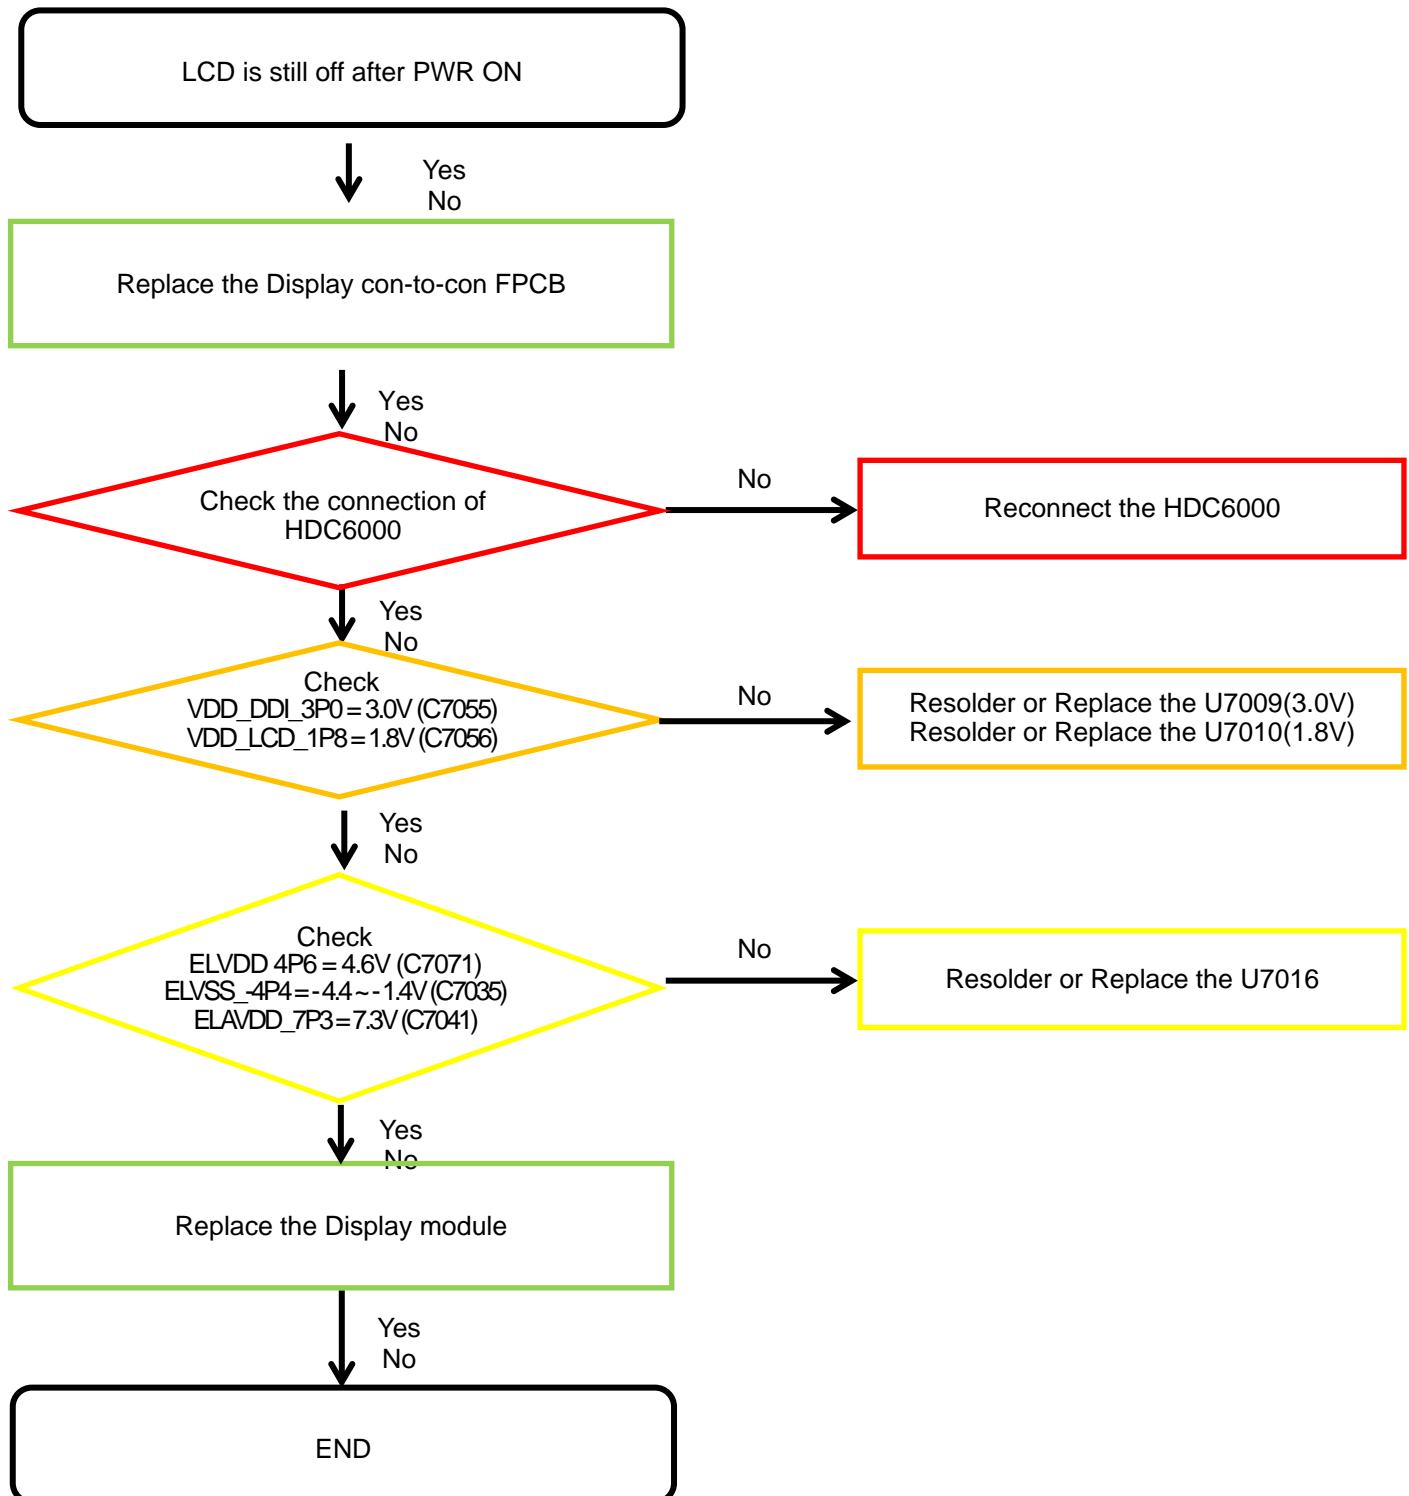 LCD is still off after PWR ON
Yes
No
Replace the Display con-to-con FPCB
Yes
No
Check the connection of
HDC6000
No
Reconnect the HDC6000
Yes
No
Check
VDD_DDI_3P0 = 3.0V (C7055)
VDD_LCD_1P8 = 1.8V (C7056)
No
Resolder or Replace the U7009(3.0V)
Resolder or Replace the U7010(1.8V)
Yes
No
Check
ELVDD 4P6 = 4.6V (C7071)
ELVSS_-4P4 = - 4.4 ~ - 1.4V (C7035)
ELAVDD_7P3 = 7.3V (C7041)
No
Resolder or Replace the U7016
Yes
No
Replace the Display module
Yes
No
END